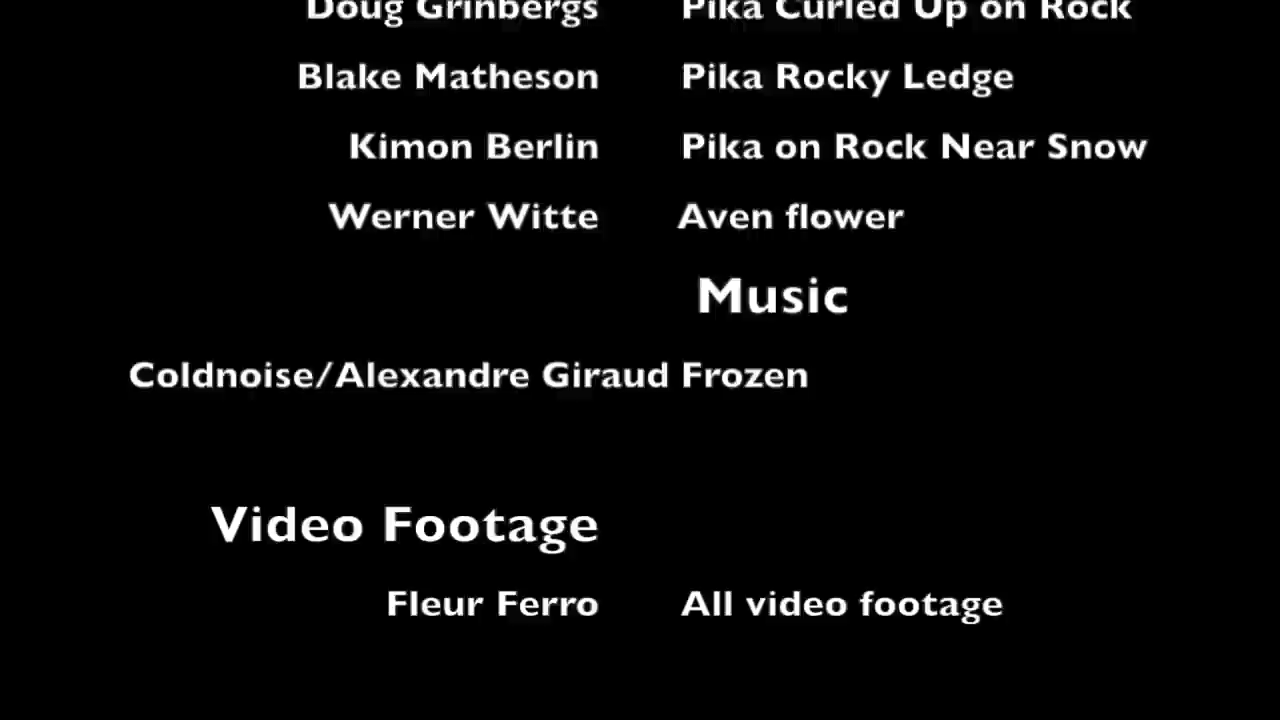 Doug Grinbergs Pika Curled Up on Rock
Blake Matheson Pika Rocky Ledge
Kimon Berlin Pika on Rock Near Snow
Werner Witte Aven flower
Music
Coldnoise/Alexandre Giraud Frozen
Video Footage
Fleur Ferro All video footage